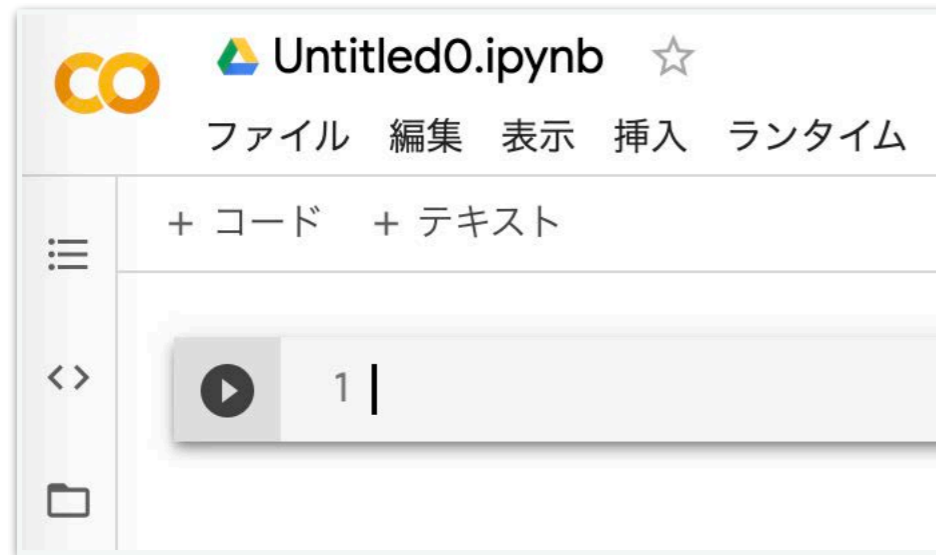 CO Untitled0.ipynb
ファイル 編集 表示 挿入 ランタイム
+ コード + テキスト
1